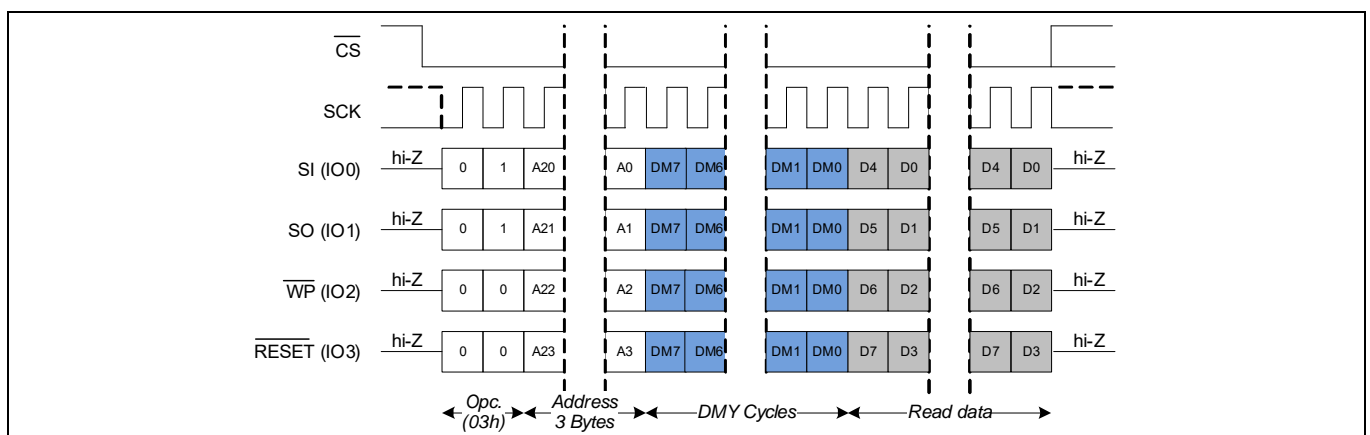 CS
SCK
SI (IO0) hi-Z 0 1 A20 A0 DM7 DM6 DM1 DM0 D4 D0 D4 D0 hi-Z
SO (IO1) hi-Z 0 1 A21 A1 DM7 DM6 DM1 DM0 D5 D1 D5 D1 hi-Z
WP (IO2) hi-Z 0 0 A22 A2 DM7 DM6 DM1 DM0 D6 D2 D6 D2 hi-Z
RESET (IO3) hi-Z 0 0 A23 A3 DM7 DM6 DM1 DM0 D7 D3 D7 D3 hi-Z
Opc. Address DMY Cycles Read data
(03h) 3 Bytes